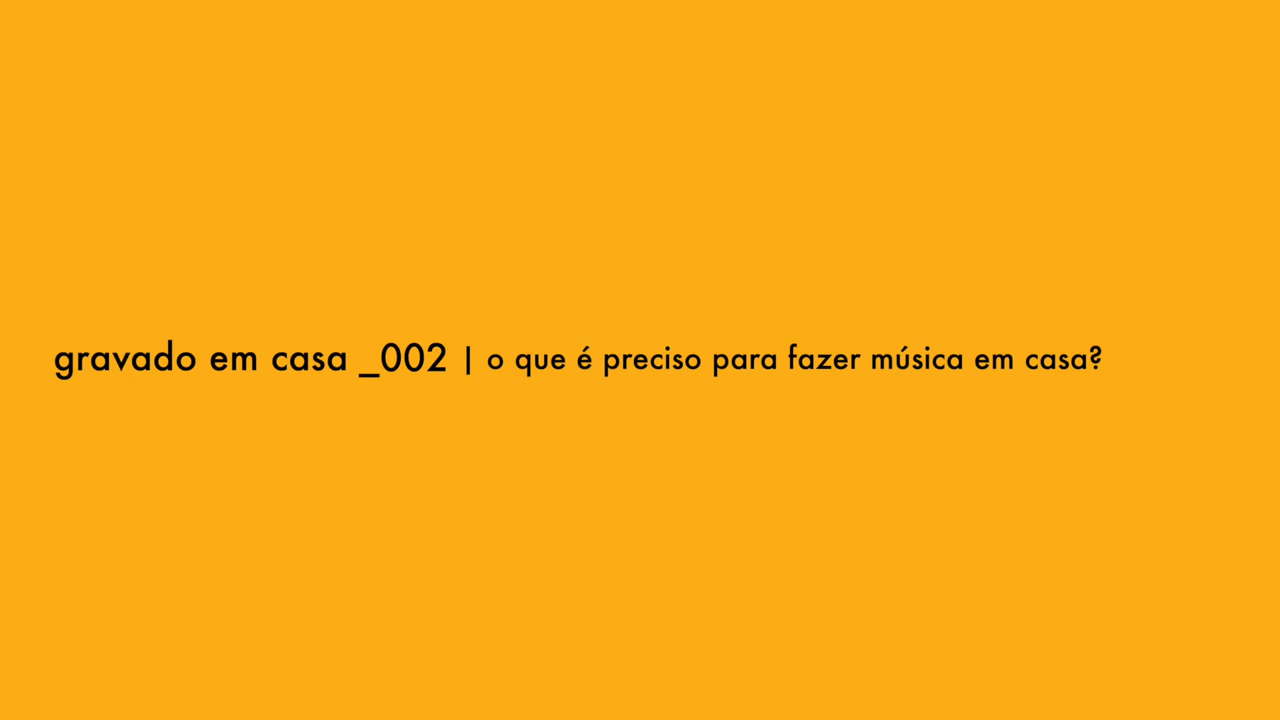 gravado em casa _002 | o que é preciso para fazer música em casa?